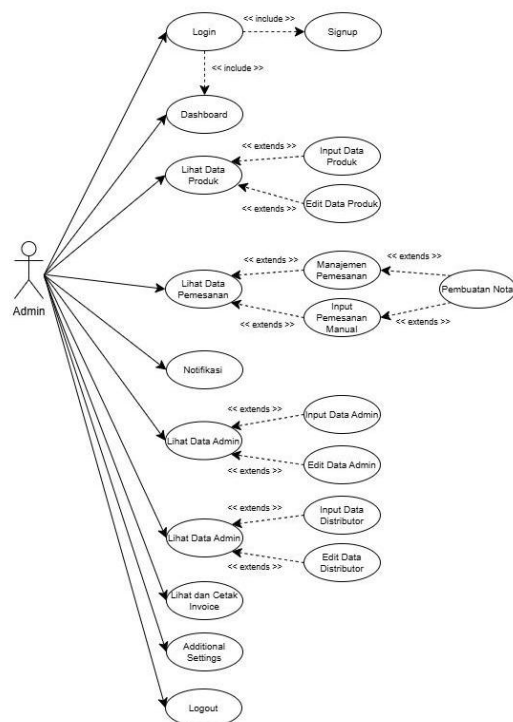 << include >>
Login
Signup
<< include >>
Dashboard
<< extends >>
Input Data
Produk
Lihat Data
Produk
<< extends >>
Edit Data Produk
Admin
<< extends >>
Manajemen
Pemesanan
<< extends >>
Lihat Data
Pemesanan
Pembuatan Nota
<< extends >>
Input
Pemesanan
Manual
<< extends >>
Notifikasi
<< extends >>
Input Data Admin
Lihat Data Admin
<< extends >>
Edit Data Admin
<< extends >>
Input Data
Distributor
Lihat Data Admin
<< extends >>
Edit Data
Distributor
Lihat dan Cetak
Invoice
Additional
Settings
Logout